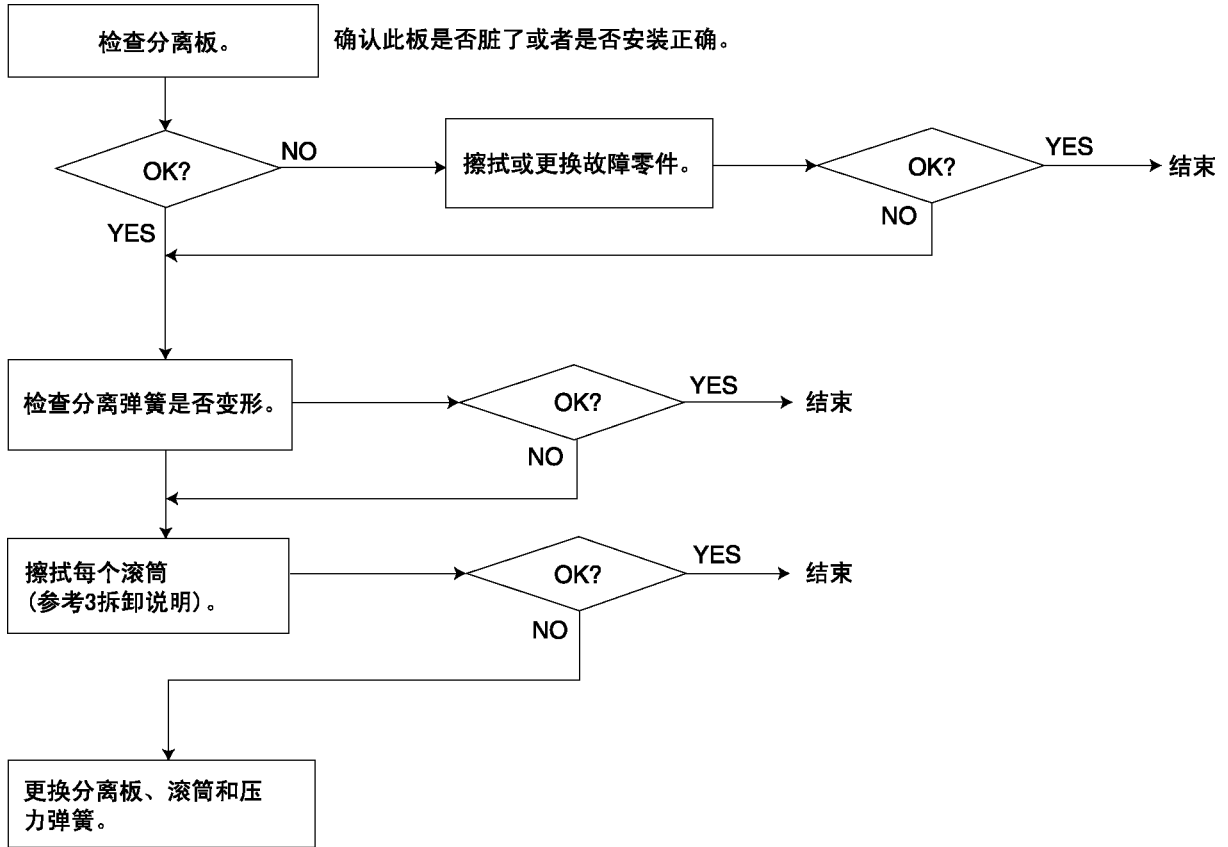 检查分离板。
确认此板是否脏了或者是否安装正确。
OK?
NO
擦拭或更换故障零件。
OK?
YES
结束
NO
YES
检查分离弹簧是否变形。
OK?
YES
结束
NO
擦拭每个滚筒
(参考3拆卸说明)。
OK?
YES
结束
NO
更换分离板、滚筒和压
力弹簧。